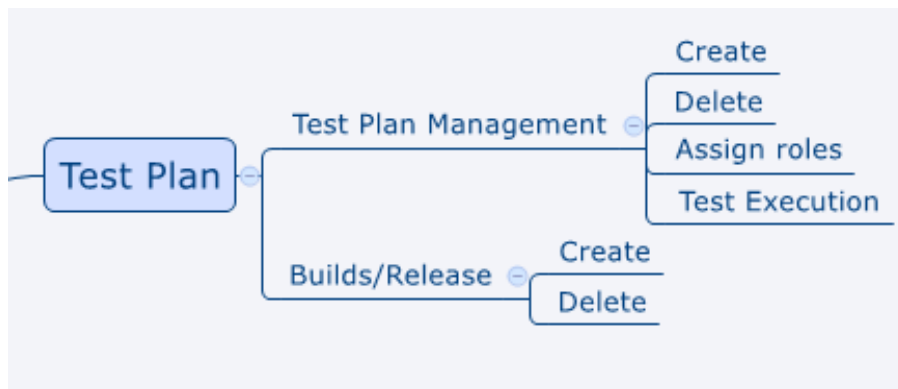 Test Plan
Test Plan Management
Create
Delete
Assign roles
Test Execution
Builds/Release
Create
Delete